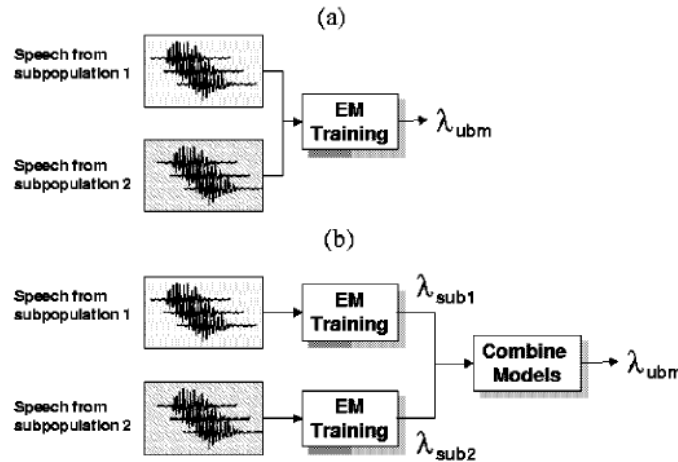 (a)
Speech from
subpopulation 1
EM
Training
λubm
Speech from
subpopulation 2
(b)
Speech from
subpopulation 1
EM
Training
λsub1
Combine
Models
λubm
Speech from
subpopulation 2
EM
Training
λsub2